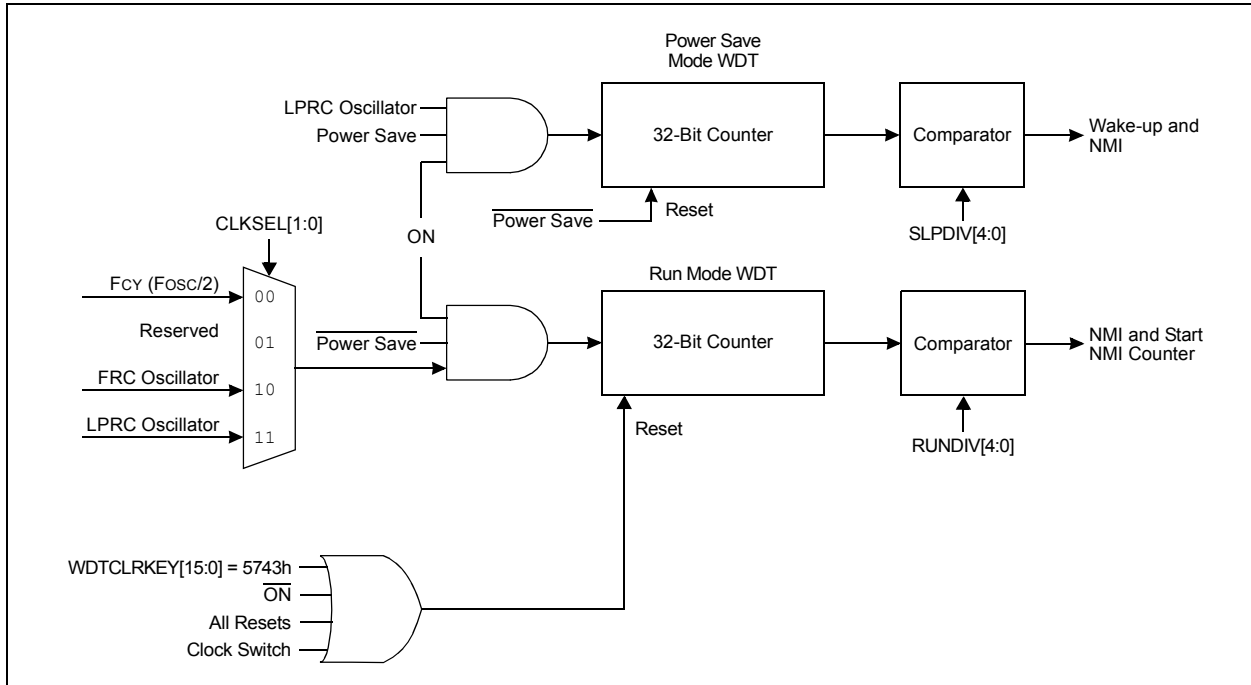 Power Save
Mode WDT
LPRC Oscillator
Power Save
32-Bit Counter
Comparator
Wake-up and
NMI
Power Save
Reset
SLPDIV[4:0]
CLKSEL[1:0]
ON
Run Mode WDT
FCY (FOSC/2)
00
Reserved
01
Power Save
32-Bit Counter
Comparator
NMI and Start
NMI Counter
FRC Oscillator
10
LPRC Oscillator
11
Reset
RUNDIV[4:0]
WDTCLRKEY[15:0] = 5743h
ON
All Resets
Clock Switch